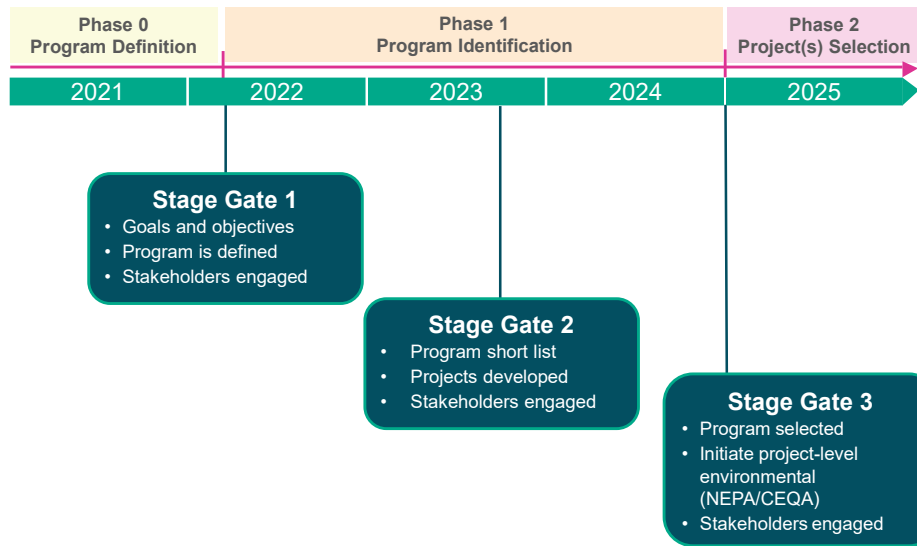 Phase 0
Program Definition
Phase 1
Program Identification
Phase 2
Project(s) Selection
2021
2022
2023
2024
2025
Stage Gate 1
• Goals and objectives
• Program is defined
• Stakeholders engaged
Stage Gate 2
• Program short list
• Projects developed
• Stakeholders engaged
Stage Gate 3
• Program selected
• Initiate project-level
environmental
(NEPA/CEQA)
• Stakeholders engaged